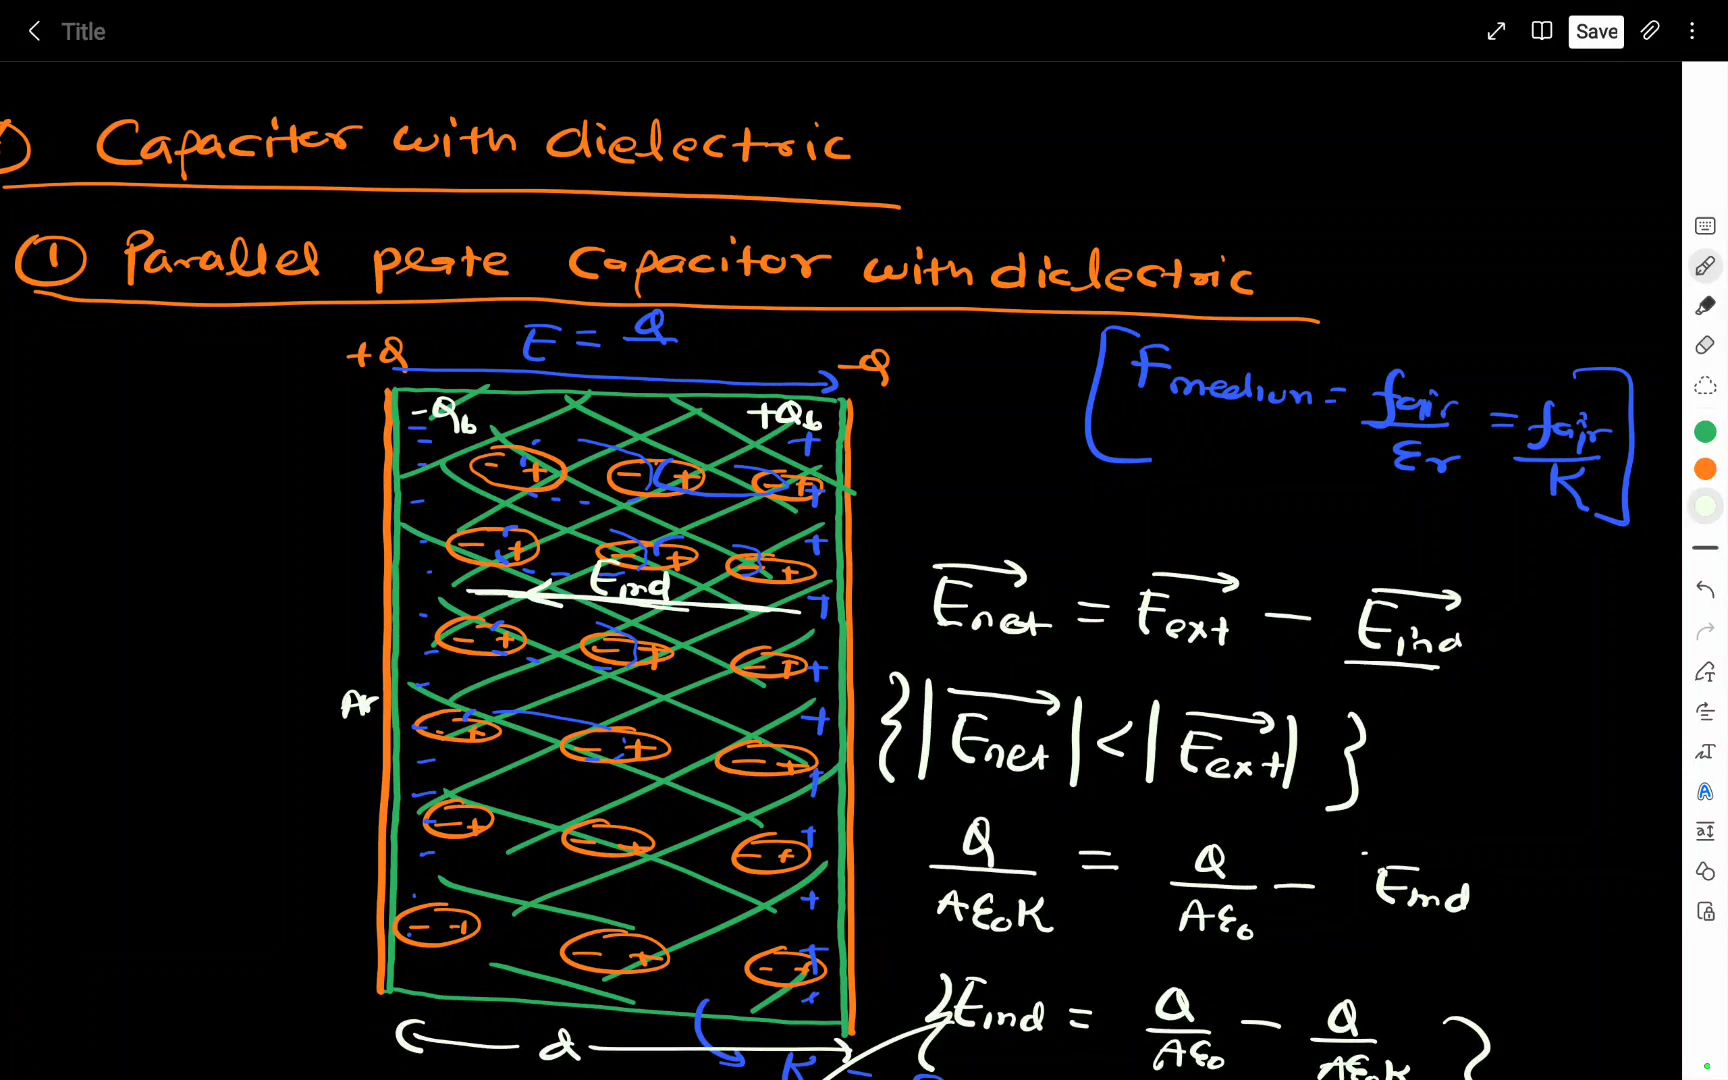 Title
Save
Capacitor with dielectric
① Parallel plate Capacitor with dielectric
E = Q
+Q
-Q
-Qb
+Qb
Fmedium = fair/εr = fair/K
Eind
Enet = Eext - Eind
{|Enet| < |Eext|}
Q/Aε₀K = Q/Aε₀ - Eind
Ar
Eind = Q/Aε₀ - Q/Aε₀K
d
K =